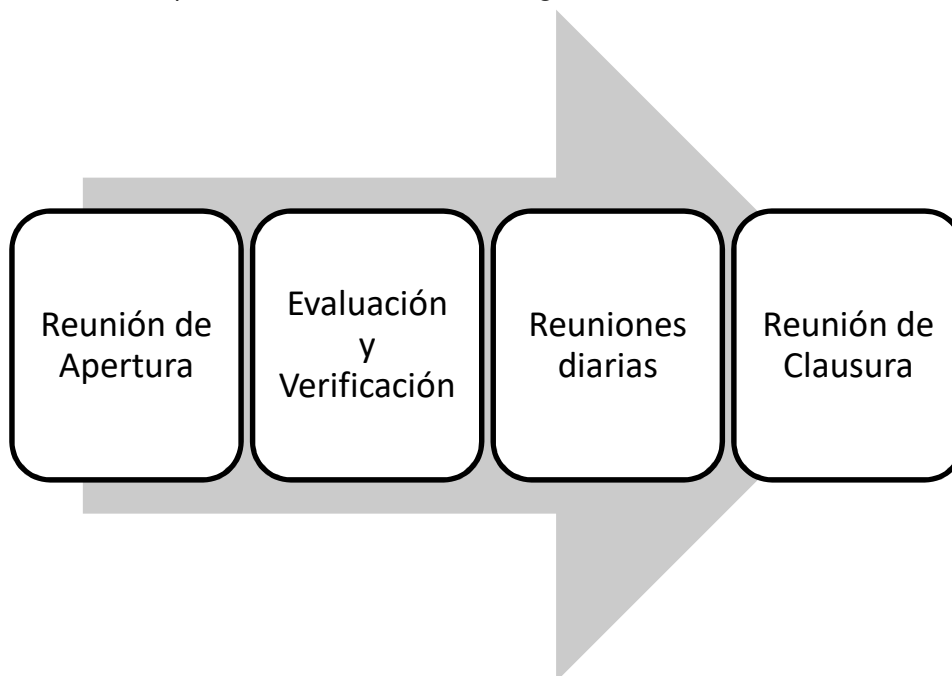 Reunión de
Apertura
Evaluación
y
Verificación
Reuniones
diarias
Reunión de
Clausura